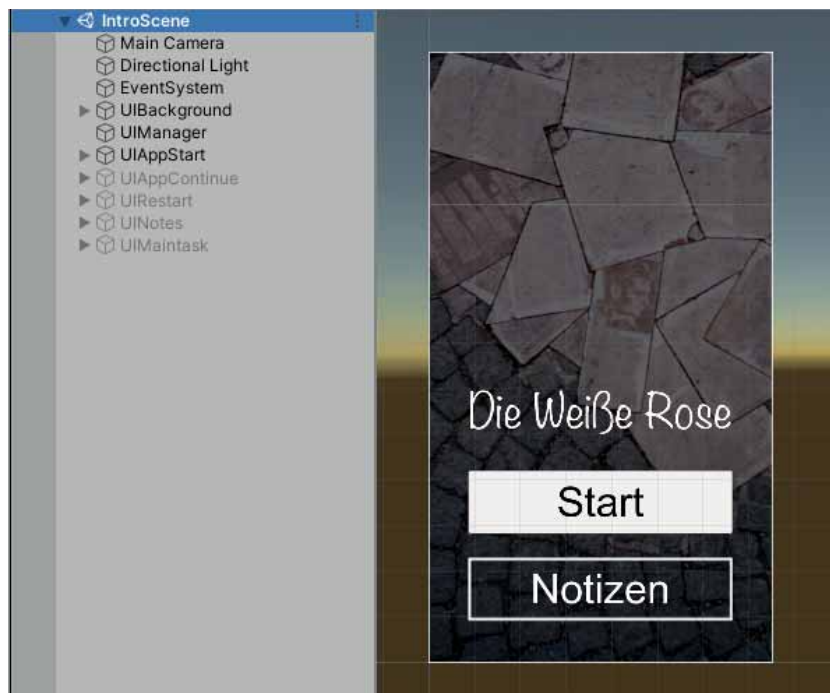 IntroScene
Main Camera
Directional Light
EventSystem
UIBackground
UIManager
UIAppStart
UIAppContinue
UIRestart
UINotes
UIMaintask
Die Weiße Rose
Start
Notizen